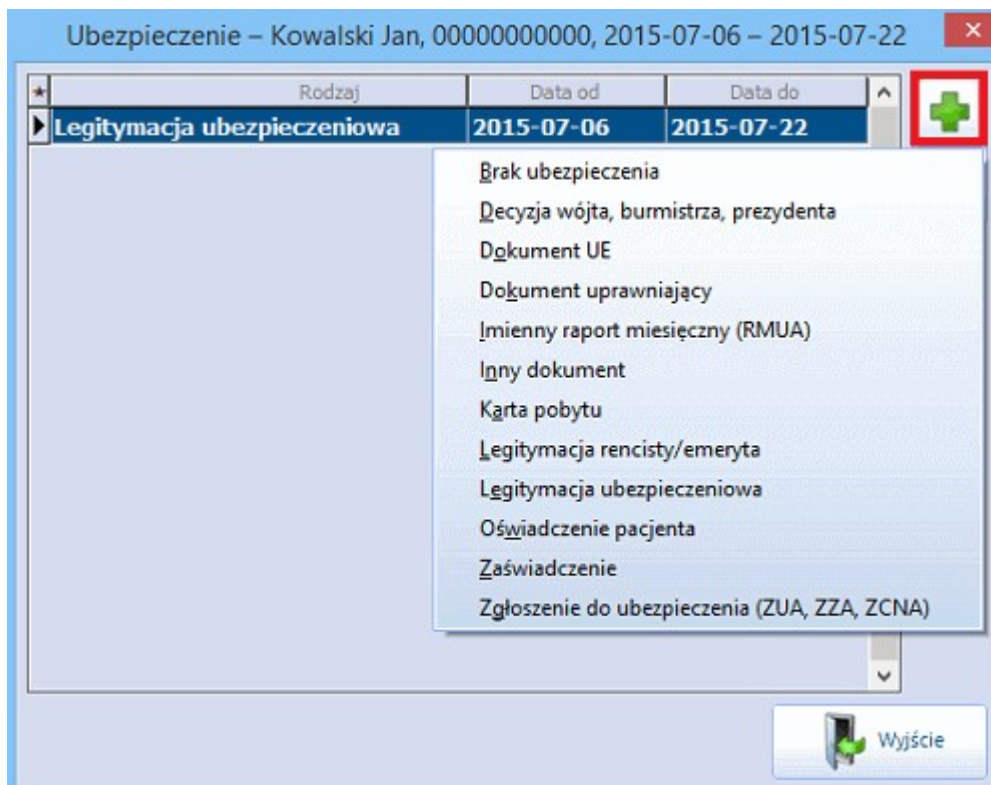 Ubezpieczenie – Kowalski Jan, 00000000000, 2015-07-06 – 2015-07-22
Rodzaj Data od Data do
Legitymacja ubezpieczeniowa 2015-07-06 2015-07-22
Brak ubezpieczenia
Decyzja wójta, burmistrza, prezydenta
Dokument UE
Dokument uprawniający
Imienny raport miesięczny (RMUA)
Inny dokument
Karta pobytu
Legitymacja rencisty/emeryta
Legitymacja ubezpieczeniowa
Oświadczenie pacjenta
Zaświadczenie
Zgłoszenie do ubezpieczenia (ZUA, ZZA, ZCNA)
Wyjście